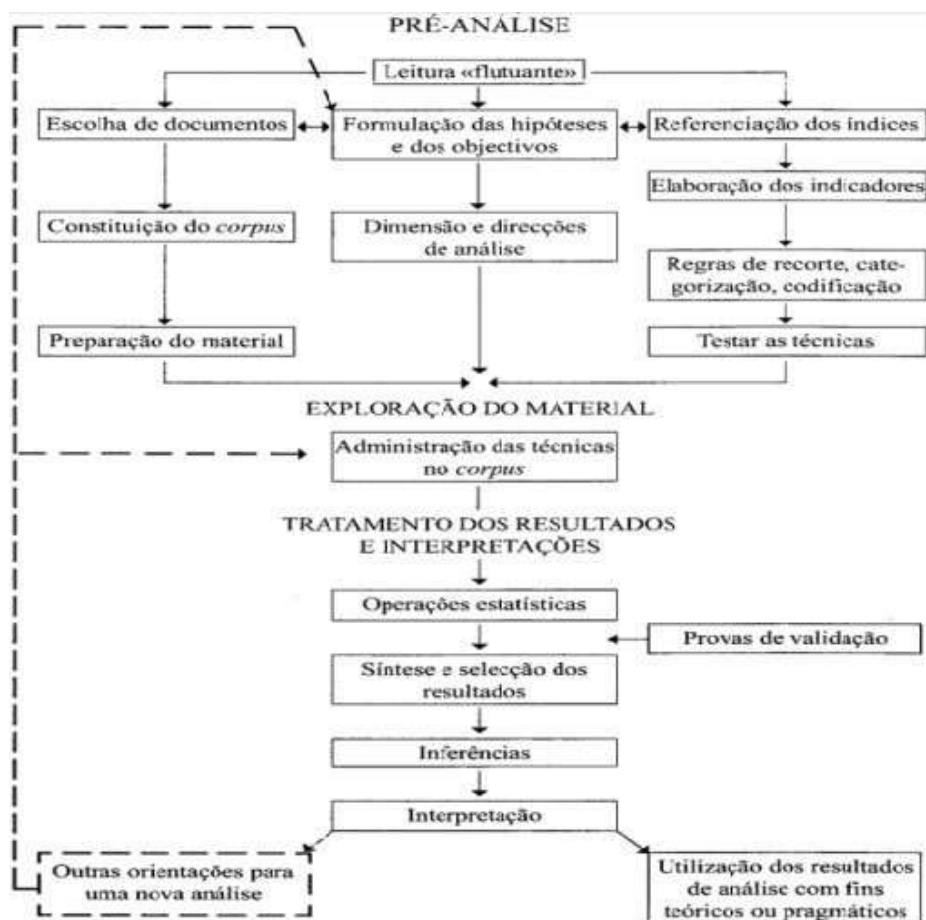 PRÉ-ANÁLISE
Leitura «flutuante»
Escolha de documentos
Formulação das hipóteses
e dos objectivos
Referenciação dos índices
Elaboração dos indicadores
Constituição do corpus
Dimensão e direcções
de análise
Regras de recorte, cate-
gorização, codificação
Preparação do material
Testar as técnicas
EXPLORAÇÃO DO MATERIAL
Administração das técnicas
no corpus
TRATAMENTO DOS RESULTADOS
E INTERPRETAÇÕES
Operações estatísticas
Provas de validação
Síntese e selecção dos
resultados
Inferências
Interpretação
Outras orientações para
uma nova análise
Utilização dos resultados
de análise com fins
teóricos ou pragmáticos